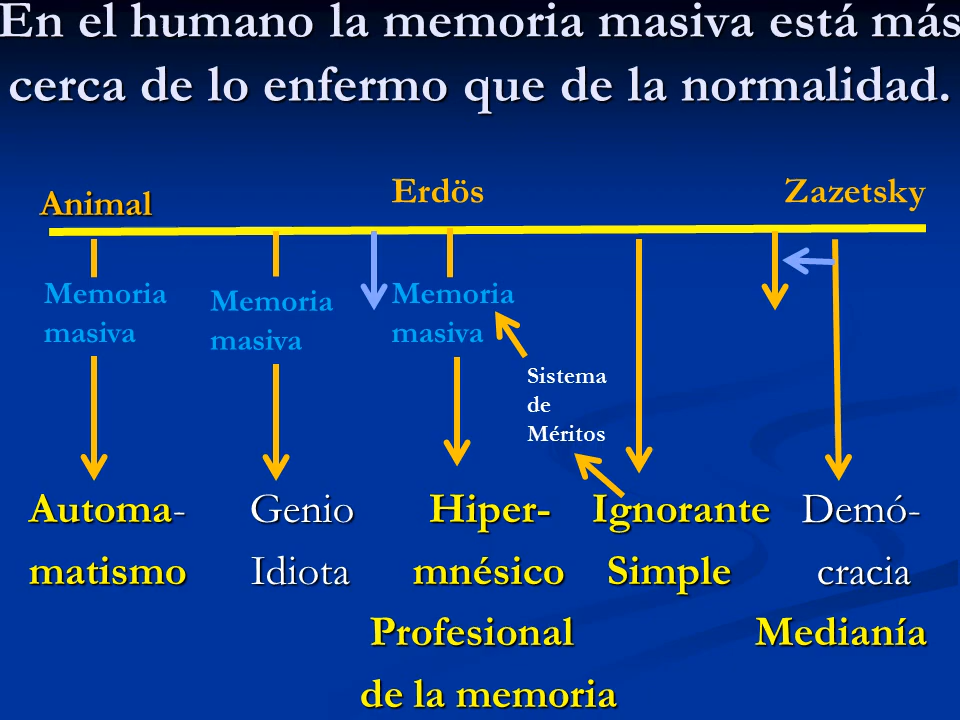 En el humano la memoria masiva está más
cerca de lo enfermo que de la normalidad.
Animal
Erdös
Zazetsky
Memoria
masiva
Memoria
masiva
Memoria
masiva
Sistema
de
Méritos
Automa-
matismo
Genio
Idiota
Hiper-
mnésico
Profesional
de la memoria
Ignorante
Simple
Demó-
cracia
Medianía